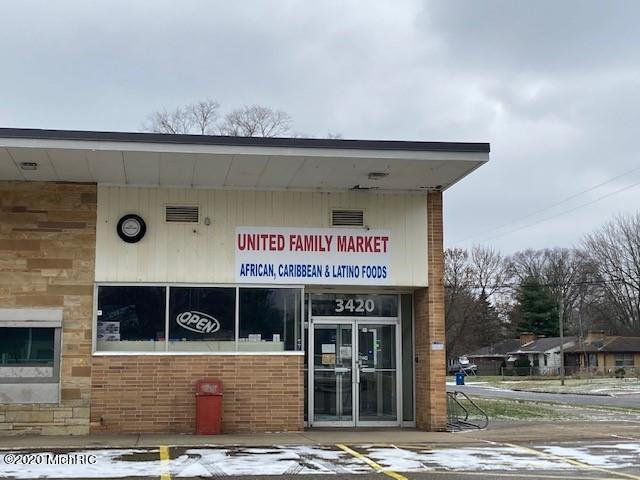 UNITED FAMILY MARKET
AFRICAN, CARIBBEAN & LATINO FOODS
3420
OPEN
©2020 MichRIC